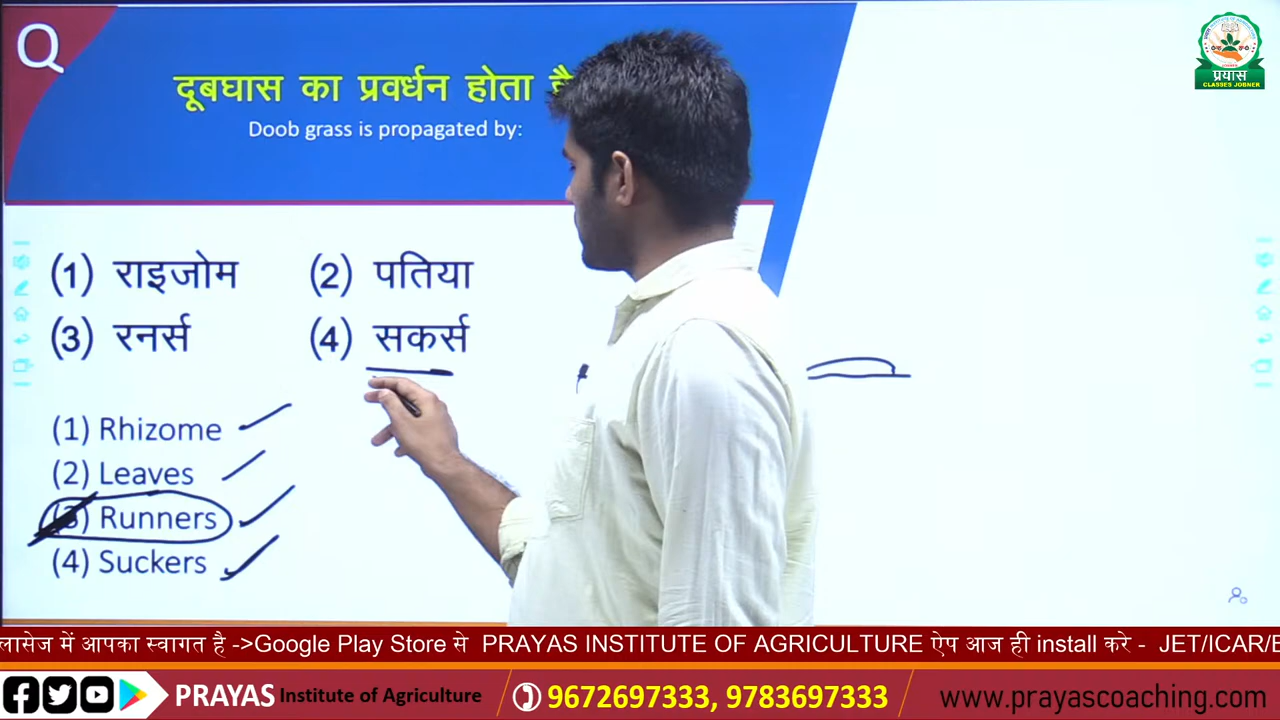 Q
दूबघास का प्रवर्धन होता है
Doob grass is propagated by:
(1) राइजोम (2) पतिया
(3) रनर्स (4) सकर्स
(1) Rhizome
(2) Leaves
(3) Runners
(4) Suckers
प्रयास
CLASSES JOBNER
लासेज में आपका स्वागत है ->Google Play Store से PRAYAS INSTITUTE OF AGRICULTURE ऐप आज ही install करे - JET/ICAR/
PRAYAS Institute of Agriculture 9672697333, 9783697333 www.prayascoaching.com